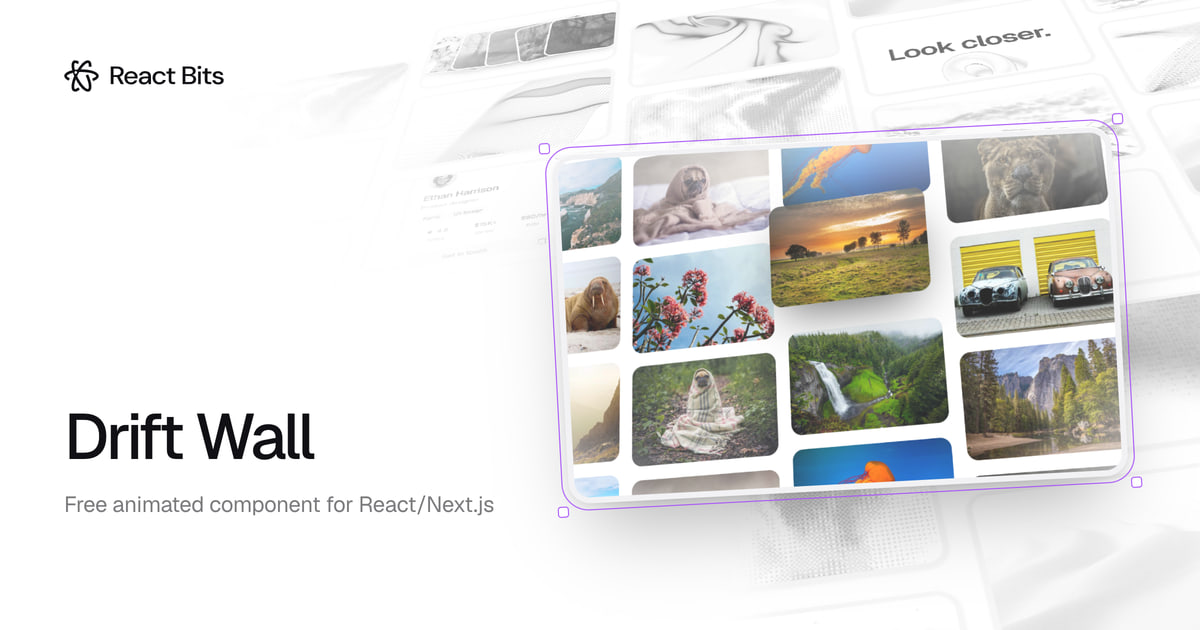 React Bits
Look closer.
Ethan Harrison
Drift Wall
Free animated component for React/Next.js